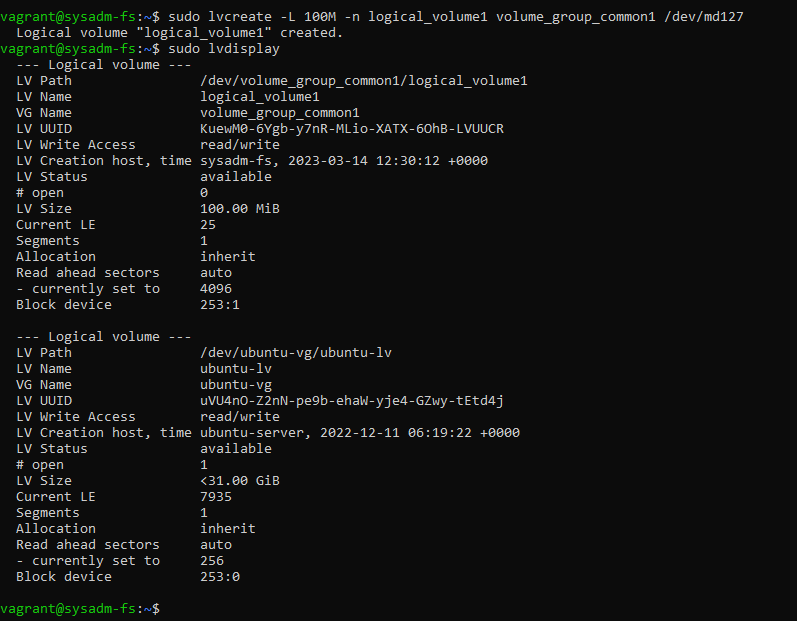 vagrant@sysadm-fs:~$ sudo lvcreate -L 100M -n logical_volume1 volume_group_common1 /dev/md127
  Logical volume "logical_volume1" created.
vagrant@sysadm-fs:~$ sudo lvdisplay
  --- Logical volume ---
  LV Path                /dev/volume_group_common1/logical_volume1
  LV Name                logical_volume1
  VG Name                volume_group_common1
  LV UUID                KuewM0-6Ygb-y7nR-MLio-XATX-6OhB-LVUUCR
  LV Write Access        read/write
  LV Creation host, time sysadm-fs, 2023-03-14 12:30:12 +0000
  LV Status              available
  # open                 0
  LV Size                100.00 MiB
  Current LE             25
  Segments               1
  Allocation             inherit
  Read ahead sectors     auto
  - currently set to     4096
  Block device           253:1

  --- Logical volume ---
  LV Path                /dev/ubuntu-vg/ubuntu-lv
  LV Name                ubuntu-lv
  VG Name                ubuntu-vg
  LV UUID                uVU4nO-Z2nN-pe9b-ehaW-yje4-GZwy-tEtd4j
  LV Write Access        read/write
  LV Creation host, time ubuntu-server, 2022-12-11 06:19:22 +0000
  LV Status              available
  # open                 1
  LV Size                <31.00 GiB
  Current LE             7935
  Segments               1
  Allocation             inherit
  Read ahead sectors     auto
  - currently set to     256
  Block device           253:0

vagrant@sysadm-fs:~$